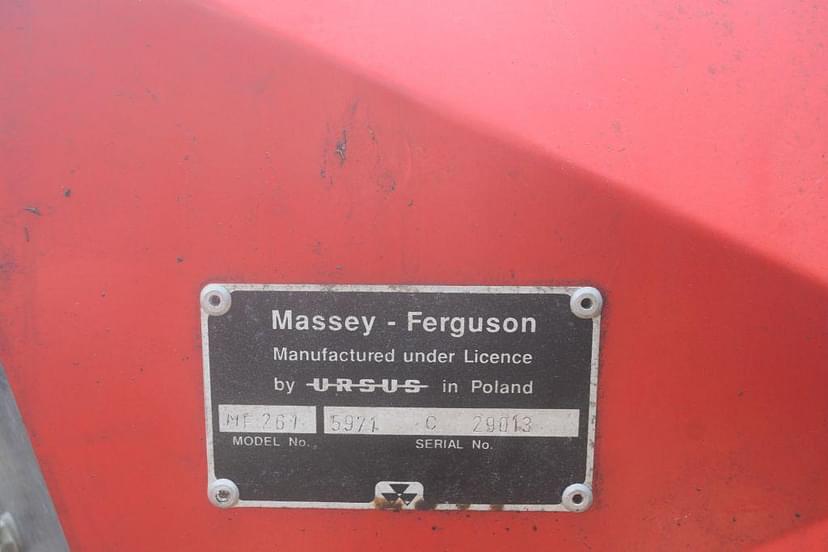 Massey - Ferguson
Manufactured under Licence
by URSUS in Poland
MF 261 5971 C 29013
MODEL No. SERIAL No.